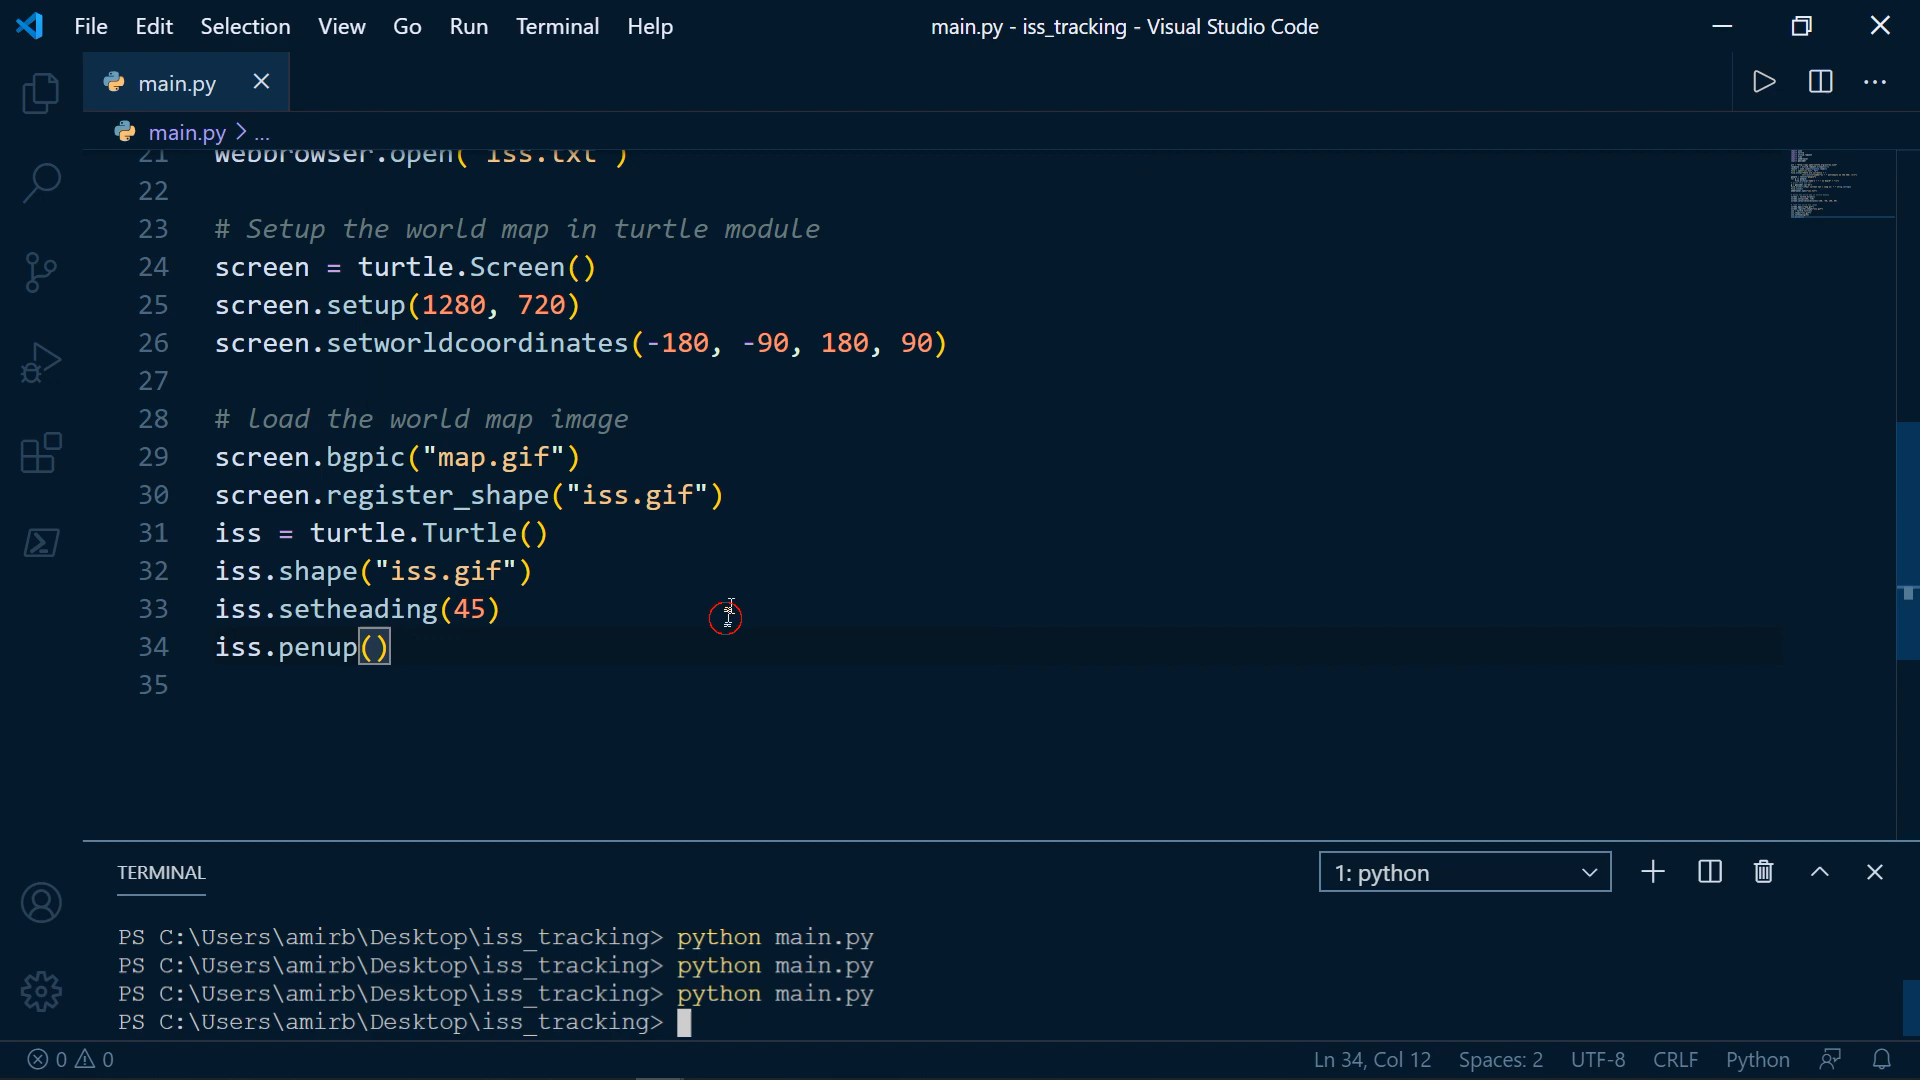 File Edit Selection View Go Run Terminal Help main.py - iss_tracking - Visual Studio Code
main.py
main.py > ...
21 webbrowser.open("iss.txt")
22
23 # Setup the world map in turtle module
24 screen = turtle.Screen()
25 screen.setup(1280, 720)
26 screen.setworldcoordinates(-180, -90, 180, 90)
27
28 # load the world map image
29 screen.bgpic("map.gif")
30 screen.register_shape("iss.gif")
31 iss = turtle.Turtle()
32 iss.shape("iss.gif")
33 iss.setheading(45)
34 iss.penup()
35
TERMINAL 1: python
PS C:\Users\amirb\Desktop\iss_tracking> python main.py
PS C:\Users\amirb\Desktop\iss_tracking> python main.py
PS C:\Users\amirb\Desktop\iss_tracking> python main.py
PS C:\Users\amirb\Desktop\iss_tracking>
0 0 Ln 34, Col 12 Spaces: 2 UTF-8 CRLF Python